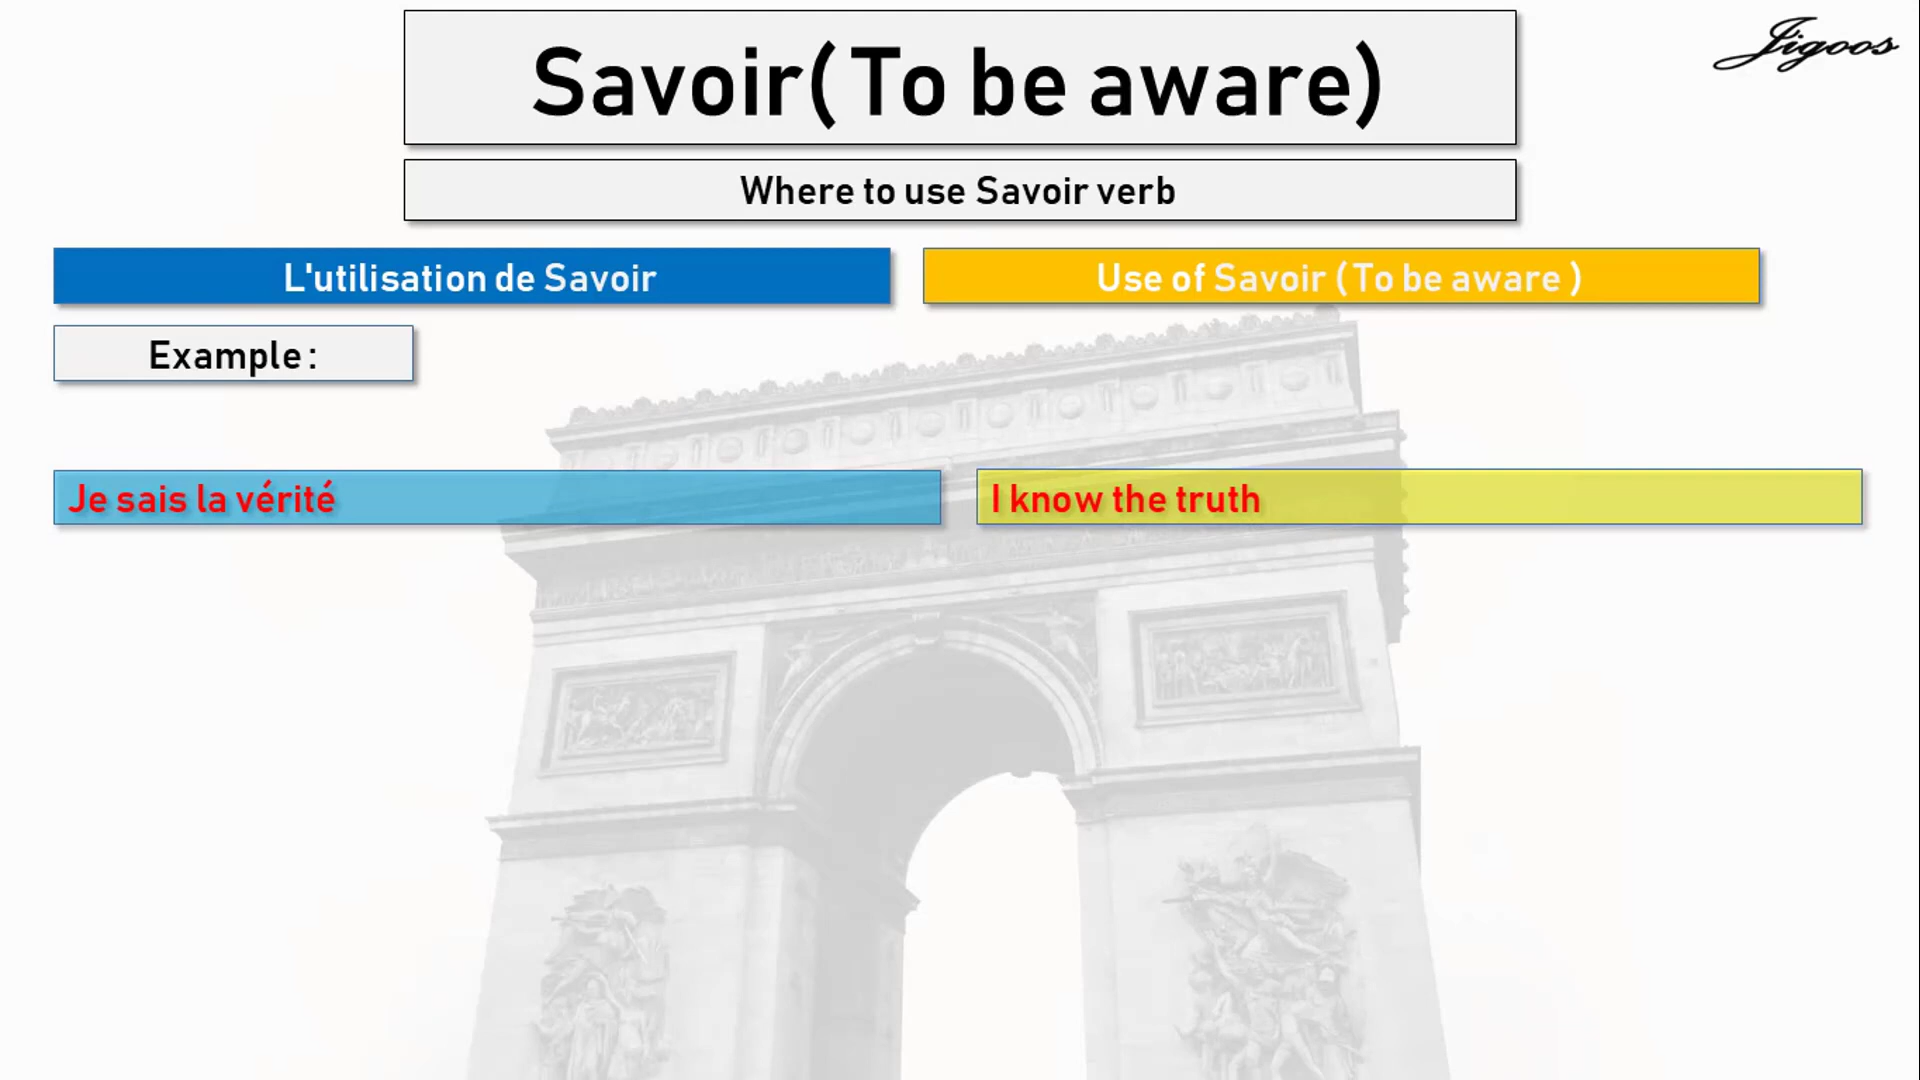 Savoir( To be aware)
Jigoos
Where to use Savoir verb
L'utilisation de Savoir
Use of Savoir ( To be aware )
Example :
Je sais la vérité
I know the truth